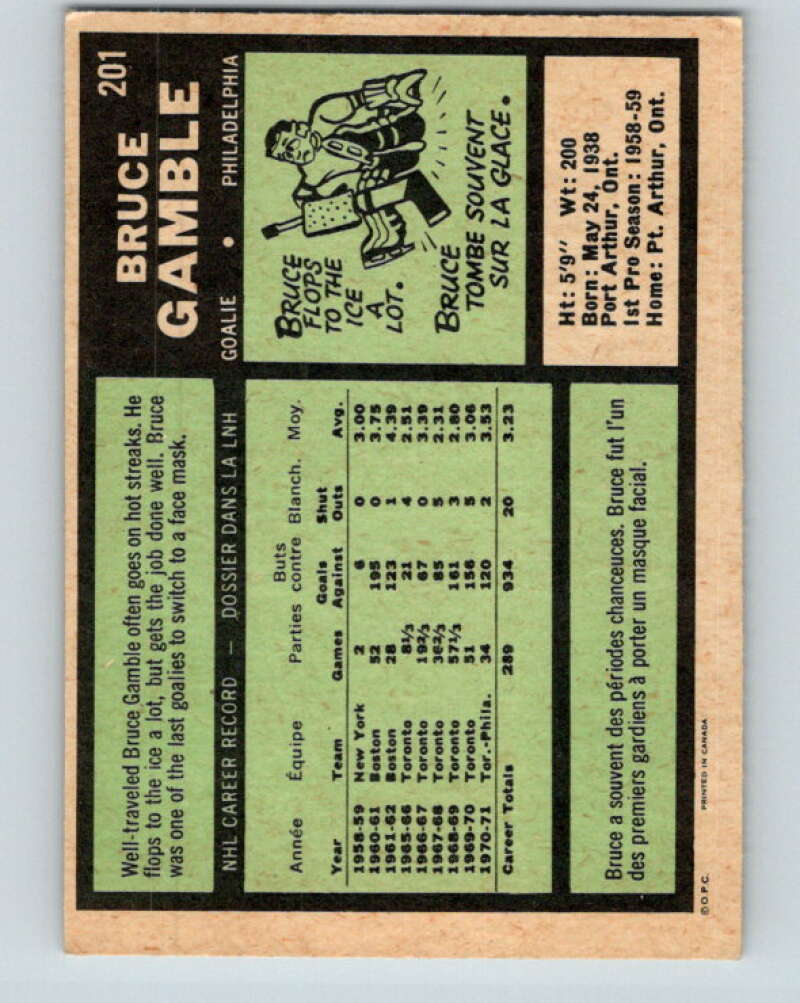 BRUCE 201
GAMBLE
GOALIE • PHILADELPHIA
Well-traveled Bruce Gamble often goes on hot streaks. He
flops to the ice a lot, but gets the job done well. Bruce
was one of the last goalies to switch to a face mask.
NHL CAREER RECORD — DOSSIER DANS LA LNH
Buts
Année Équipe Parties contre Blanch. Moy.
Goals Shut
Year Team Games Against Outs Avg.
1958-59 New York 2 6 0 3.00
1960-61 Boston 52 195 0 3.75
1961-62 Boston 28 123 1 4.39
1965-66 Toronto 8⅓ 21 4 2.51
1966-67 Toronto 19⅔ 67 0 3.39
1967-68 Toronto 36⅔ 85 5 2.31
1968-69 Toronto 57⅓ 161 3 2.80
1969-70 Toronto 51 156 5 3.06
1970-71 Tor.-Phila. 34 120 2 3.53
Career Totals 289 934 20 3.23
BRUCE
FLOPS
TO THE
ICE
A
LOT.
BRUCE
TOMBE SOUVENT
SUR LA GLACE.
Ht: 5'9" Wt: 200
Born: May 24, 1938
Port Arthur, Ont.
1st Pro Season: 1958-59
Home: Pt. Arthur, Ont.
Bruce a souvent des périodes chanceuces. Bruce fut l'un
des premiers gardiens à porter un masque facial.
© O.P.C. PRINTED IN CANADA